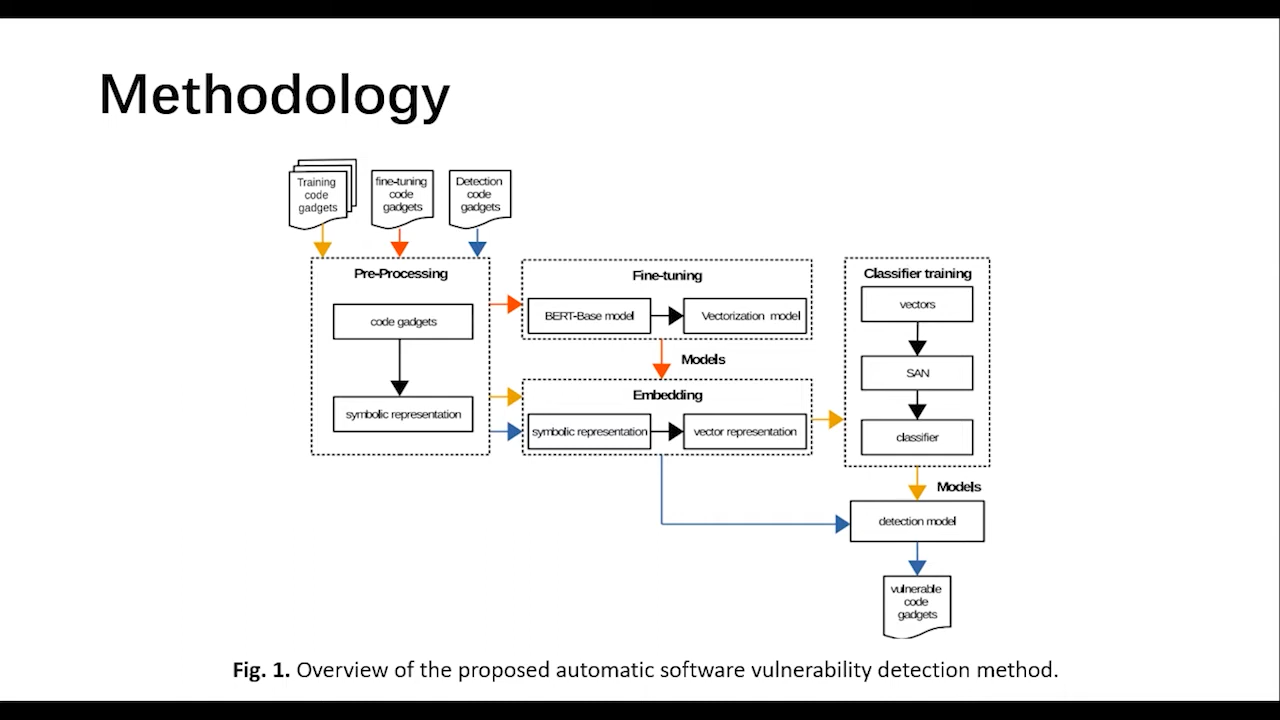 Methodology
Training
code
gadgets
fine-tuning
code
gadgets
Detection
code
gadgets
Pre-Processing
code gadgets
symbolic representation
Fine-tuning
BERT-Base model
Vectorization model
Models
Embedding
symbolic representation
vector representation
Classifier training
vectors
SAN
classifier
Models
detection model
vulnerable
code
gadgets
Fig. 1. Overview of the proposed automatic software vulnerability detection method.